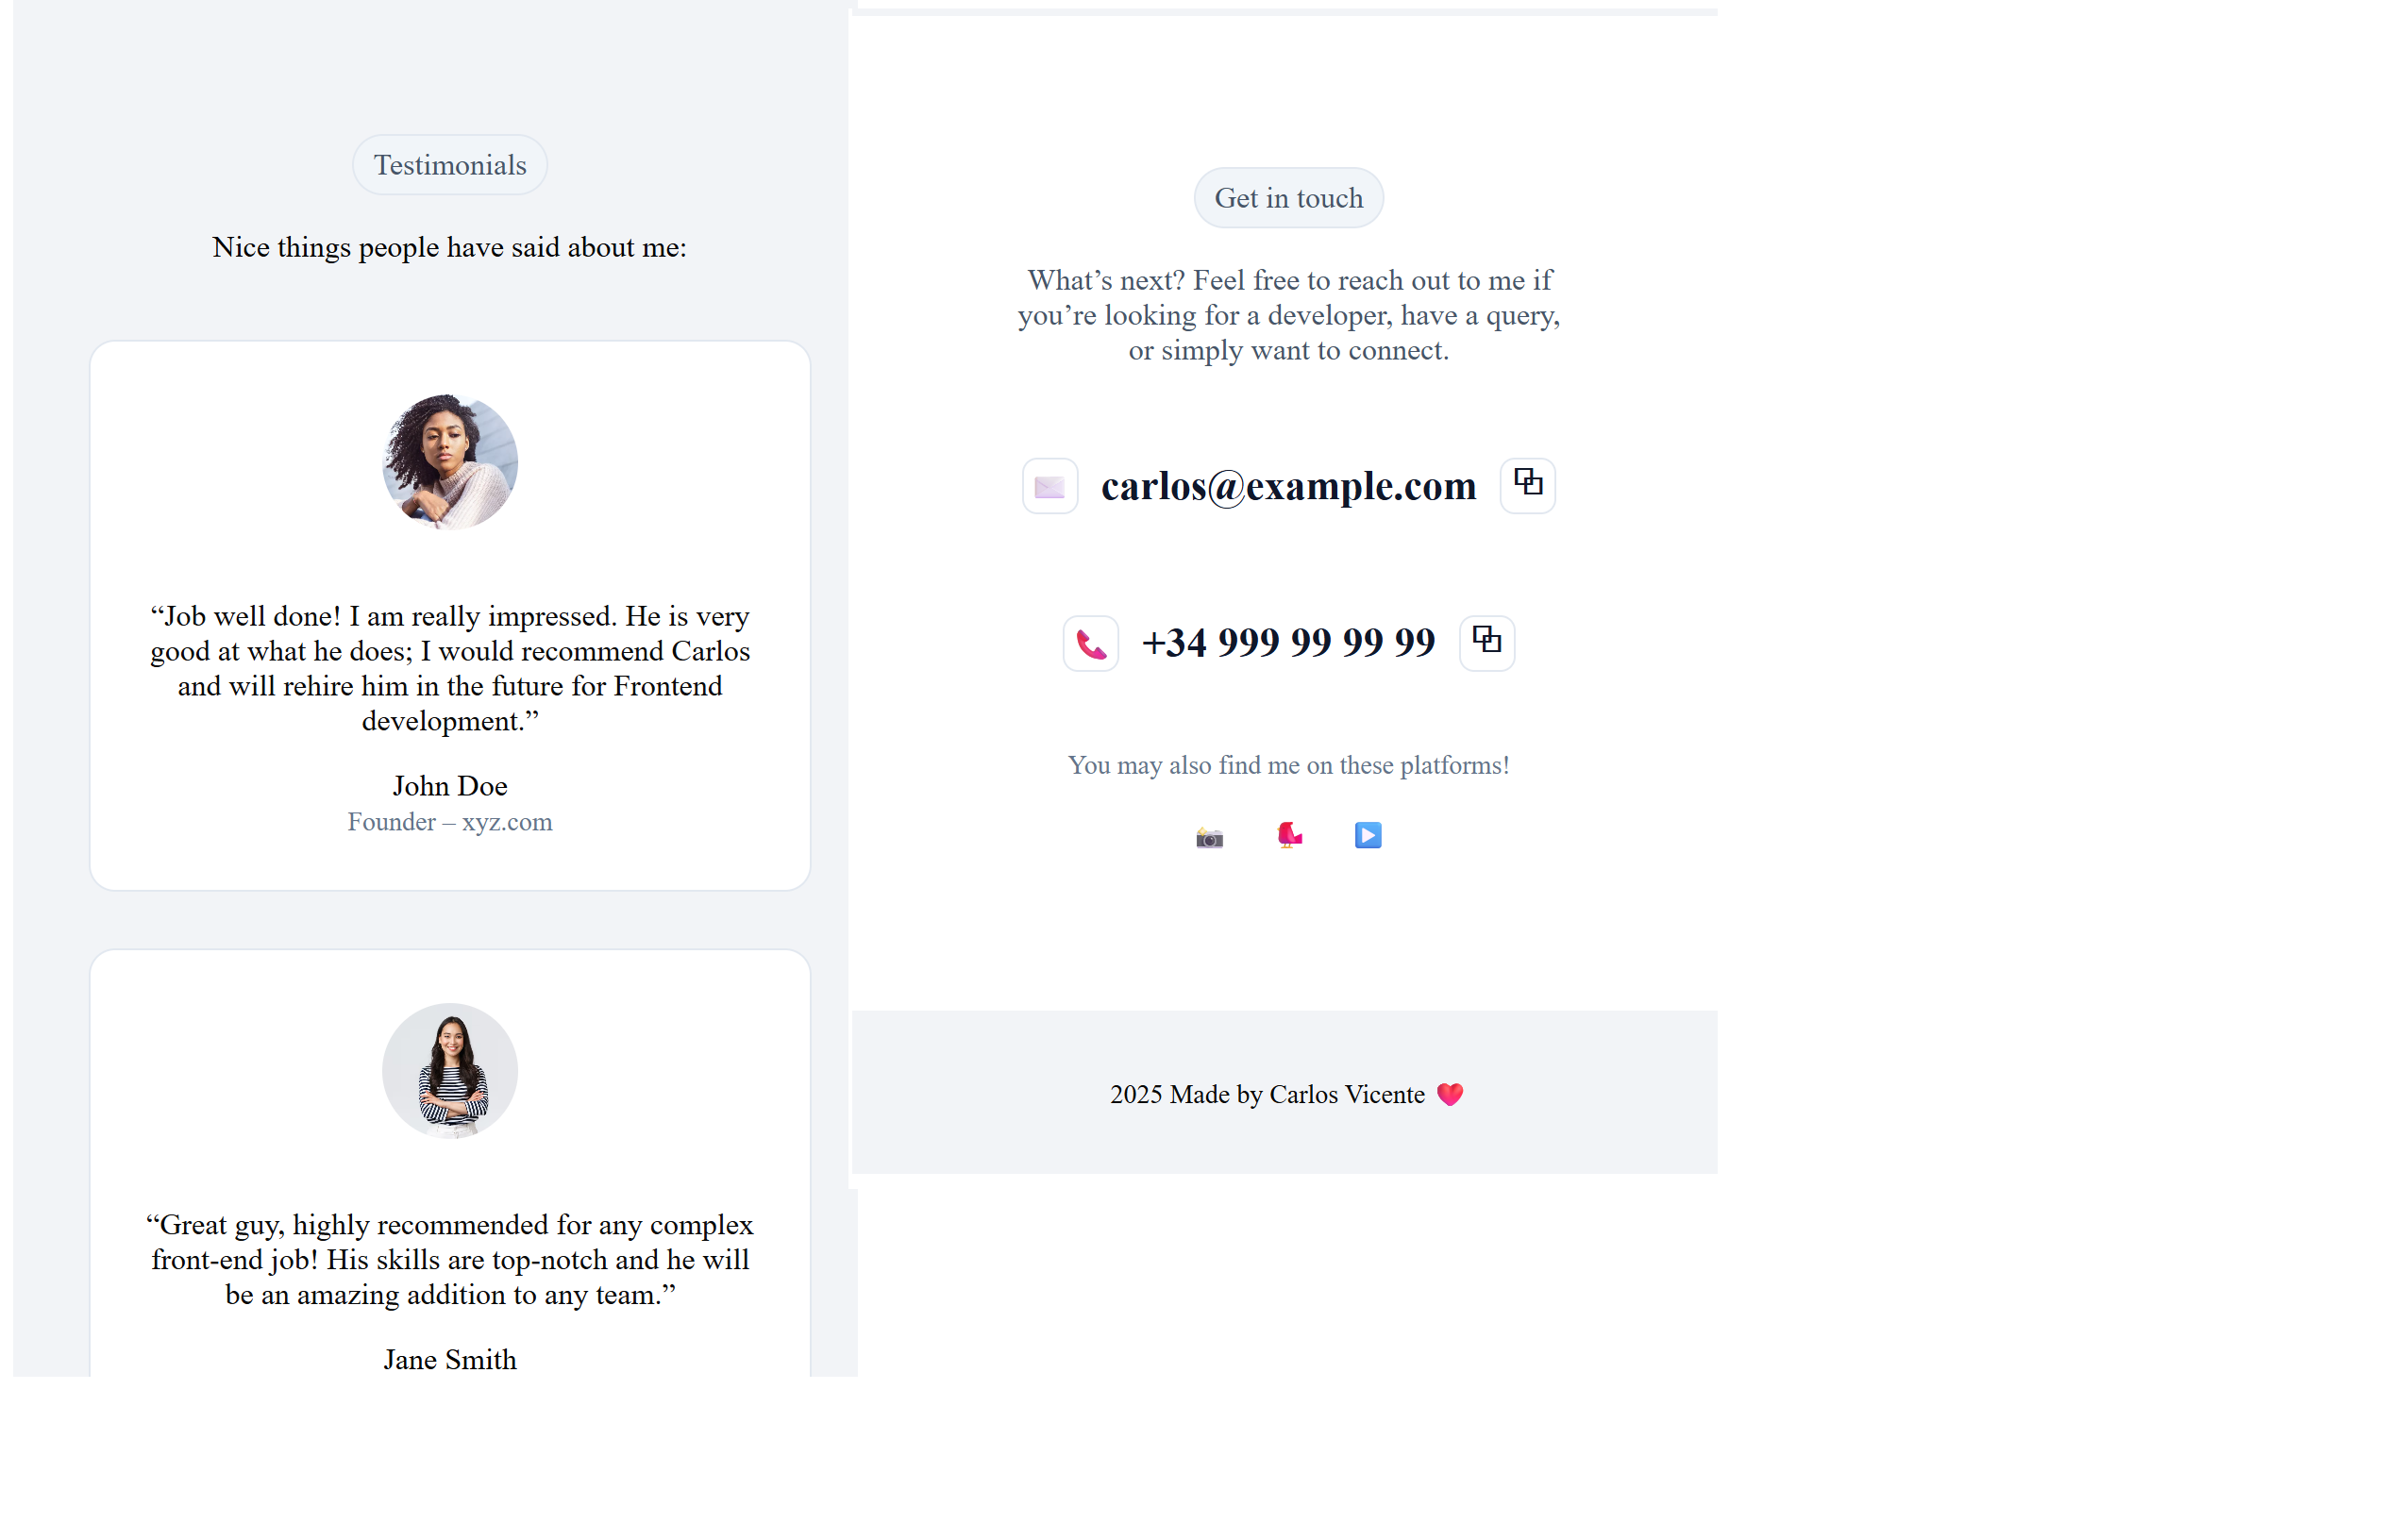 Testimonials
Nice things people have said about me:
“Job well done! I am really impressed. He is very
good at what he does; I would recommend Carlos
and will rehire him in the future for Frontend
development.”
John Doe
Founder – xyz.com
“Great guy, highly recommended for any complex
front-end job! His skills are top-notch and he will
be an amazing addition to any team.”
Jane Smith
Get in touch
What’s next? Feel free to reach out to me if
you’re looking for a developer, have a query,
or simply want to connect.
carlos@example.com
+34 999 99 99 99
You may also find me on these platforms!
2025 Made by Carlos Vicente